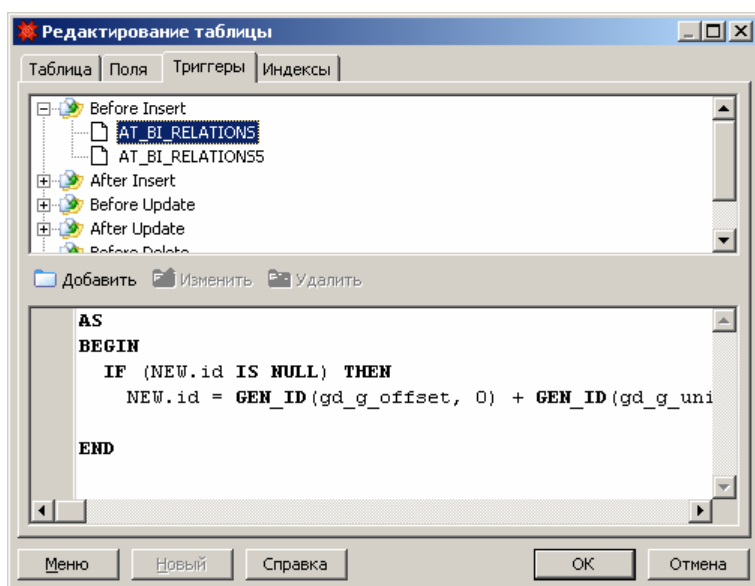 Редактирование таблицы
Таблица Поля Триггеры Индексы
Before Insert
AT_BI_RELATIONS
AT_BI_RELATIONS5
After Insert
Before Update
After Update
Before Delete
Добавить Изменить Удалить
AS
BEGIN
IF (NEW.id IS NULL) THEN
NEW.id = GEN_ID(gd_g_offset, 0) + GEN_ID(gd_g_uni
END
Меню Новый Справка OK Отмена